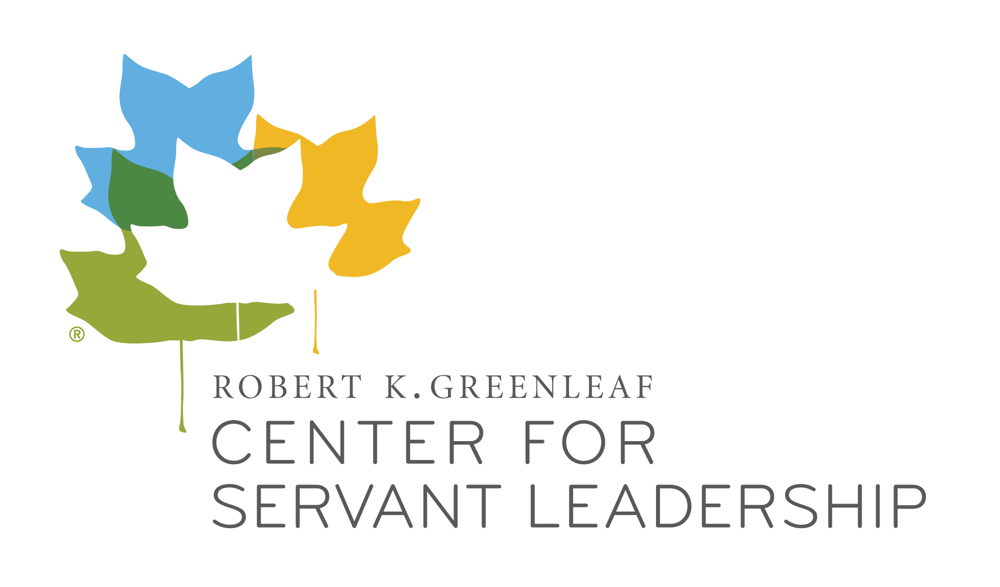 ®
ROBERT K. GREENLEAF
CENTER FOR
SERVANT LEADERSHIP